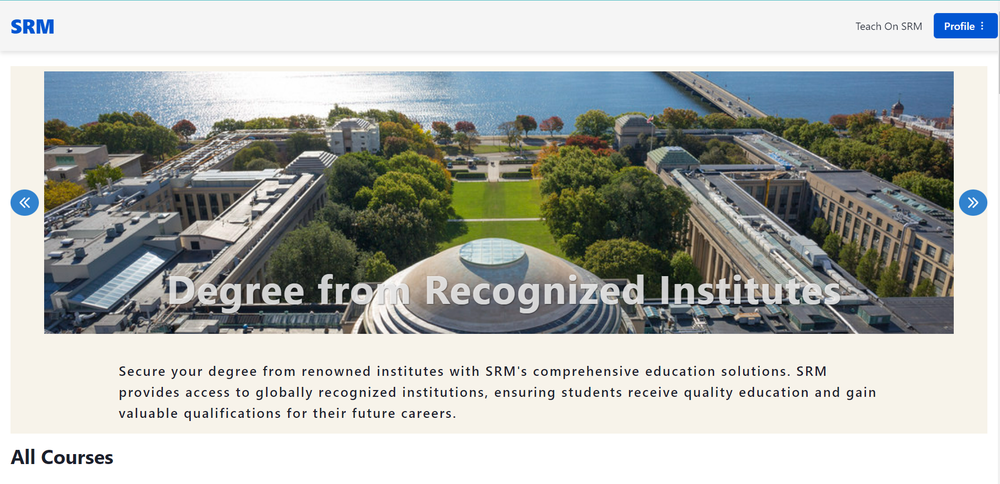 SRM
Teach On SRM
Profile
Degree from Recognized Institutes
Secure your degree from renowned institutes with SRM's comprehensive education solutions. SRM
provides access to globally recognized institutions, ensuring students receive quality education and gain
valuable qualifications for their future careers.
All Courses